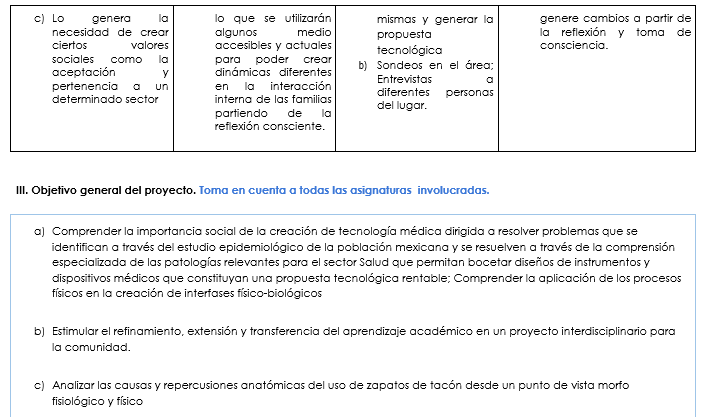 c) Lo genera la
necesidad de crear
ciertos valores
sociales como la
aceptación y
pertenencia a un
determinado sector
lo que se utilizarán
algunos medio
accesibles y actuales
para poder crear
dinámicas diferentes
en la interacción
interna de las familias
partiendo de la
reflexión consciente.
mismas y generar la
propuesta
tecnológica
b) Sondeos en el área;
Entrevistas a
diferentes personas
del lugar.
genere cambios a partir de
la reflexión y toma de
consciencia.
III. Objetivo general del proyecto. Toma en cuenta a todas las asignaturas involucradas.
a) Comprender la importancia social de la creación de tecnología médica dirigida a resolver problemas que se
identifican a través del estudio epidemiológico de la población mexicana y se resuelven a través de la comprensión
especializada de las patologías relevantes para el sector Salud que permitan bocetar diseños de instrumentos y
dispositivos médicos que constituyan una propuesta tecnológica rentable; Comprender la aplicación de los procesos
físicos en la creación de interfases físico-biológicos
b) Estimular el refinamiento, extensión y transferencia del aprendizaje académico en un proyecto interdisciplinario para
la comunidad.
c) Analizar las causas y repercusiones anatómicas del uso de zapatos de tacón desde un punto de vista morfo
fisiológico y físico